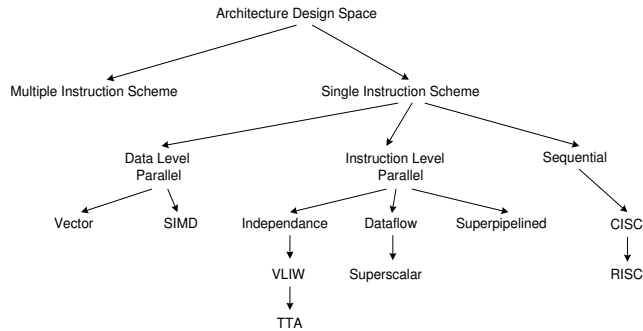 Architecture Design Space
Multiple Instruction Scheme
Single Instruction Scheme
Data Level
Parallel
Instruction Level
Parallel
Sequential
Vector
SIMD
Independance
Dataflow
Superpipelined
CISC
VLIW
Superscalar
RISC
TTA